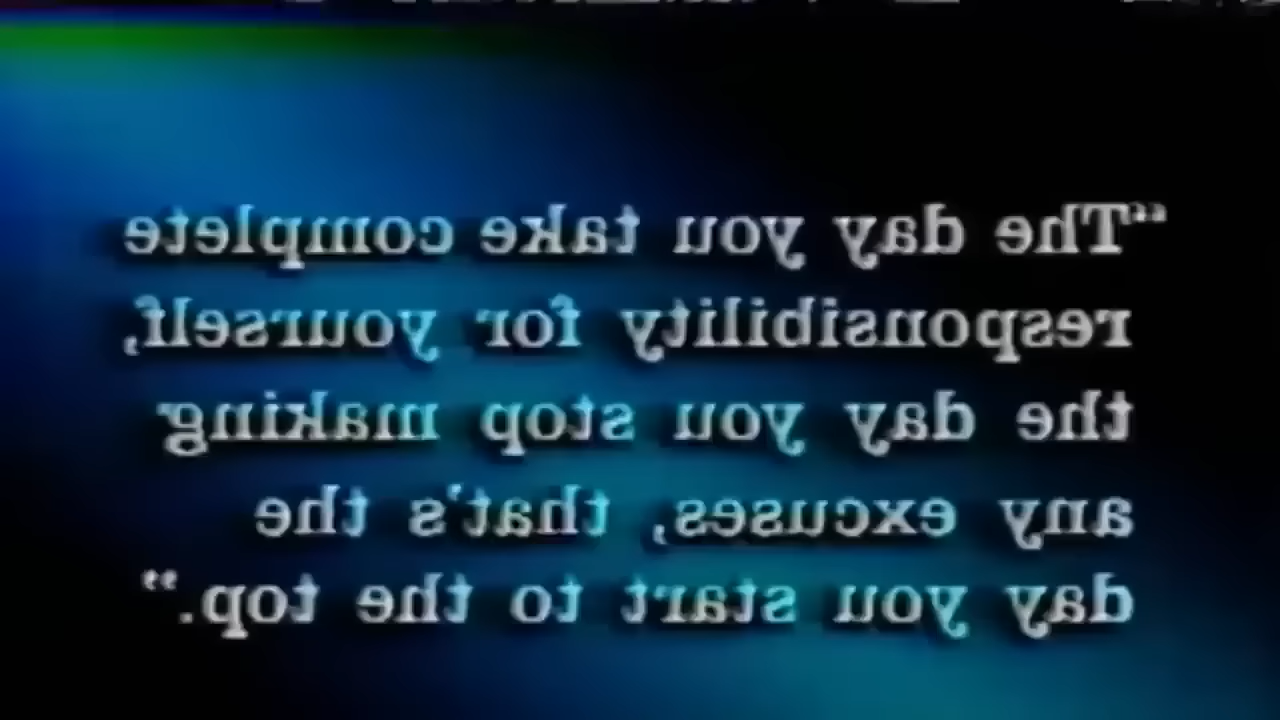 “The day you take complete
responsibility for yourself,
the day you stop making
any excuses, that's the
day you start to the top.”